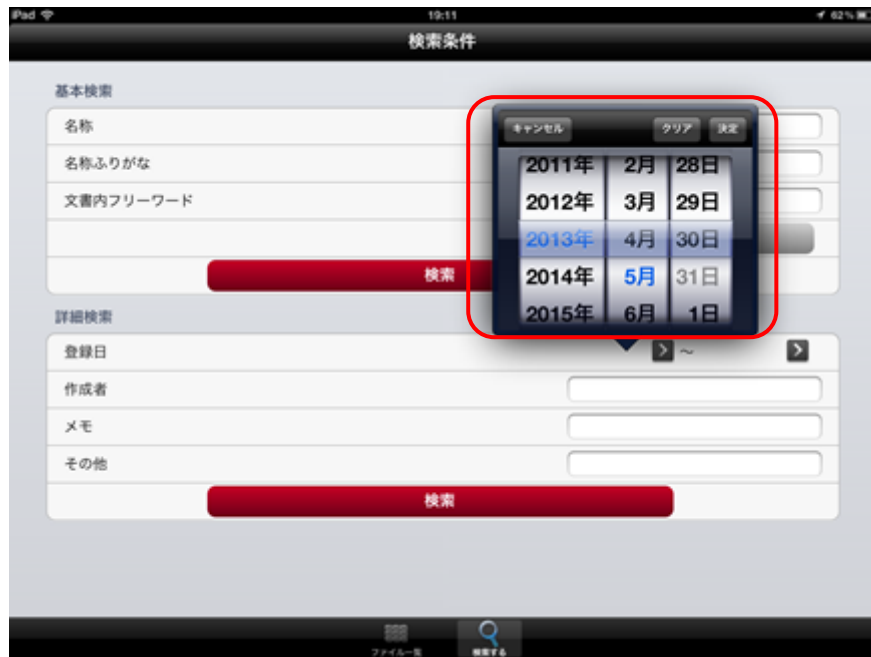 iPad 19:11 62%
検索条件
基本検索
名称
名称ふりがな
文書内フリーワード
検索
キャンセル クリア 決定
2011年 2月 28日
2012年 3月 29日
2013年 4月 30日
2014年 5月 31日
2015年 6月 1日
詳細検索
登録日 ～
作成者
メモ
その他
検索
ファイル一覧 検索する